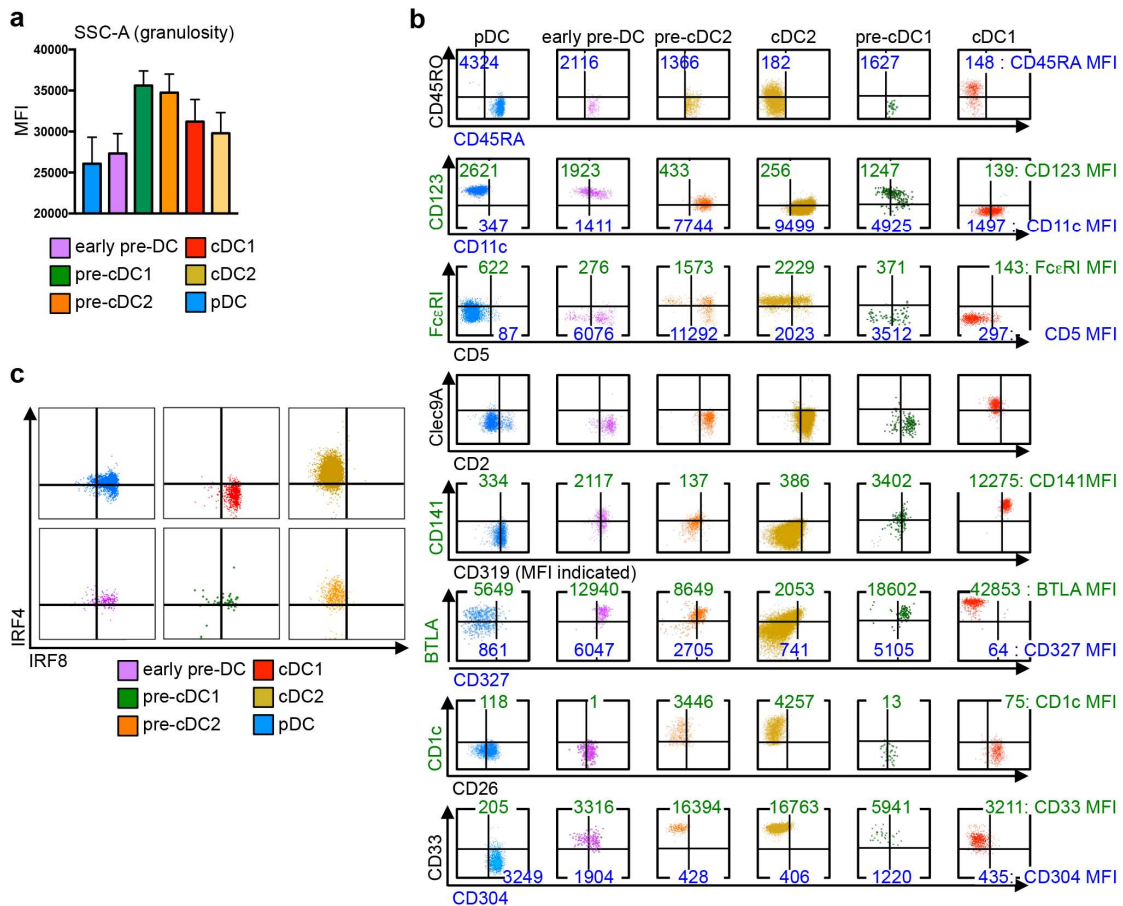 a
SSC-A (granulosity)
MFI
40000
35000
30000
25000
20000
early pre-DC
cDC1
pre-cDC1
cDC2
pre-cDC2
pDC
b
pDC
early pre-DC
pre-cDC2
cDC2
pre-cDC1
cDC1
CD45RO
4324
2116
1366
182
1627
148 : CD45RA MFI
CD45RA
CD123
2621
1923
433
256
1247
139: CD123 MFI
347
1411
7744
9499
4925
1497 : CD11c MFI
CD11c
FcεRI
622
276
1573
2229
371
143: FcεRI MFI
87
6076
11292
2023
3512
297: CD5 MFI
CD5
Clec9A
CD2
CD141
334
2117
137
386
3402
12275: CD141MFI
CD319 (MFI indicated)
BTLA
5649
12940
8649
2053
18602
42853 : BTLA MFI
861
6047
2705
741
5105
64 : CD327 MFI
CD327
CD1c
118
1
3446
4257
13
75: CD1c MFI
CD26
CD33
205
3316
16394
16763
5941
3211: CD33 MFI
3249
1904
428
406
1220
435: CD304 MFI
CD304
c
IRF4
IRF8
early pre-DC
cDC1
pre-cDC1
cDC2
pre-cDC2
pDC